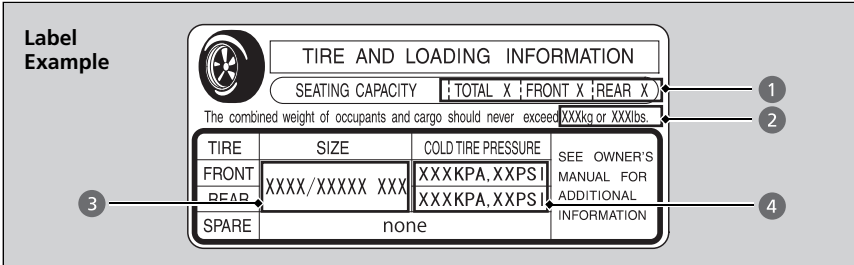 Label
Example
TIRE AND LOADING INFORMATION
SEATING CAPACITY TOTAL X FRONT X REAR X
1
The combined weight of occupants and cargo should never exceed XXXkg or XXXlbs.
2
TIRE SIZE COLD TIRE PRESSURE
SEE OWNER'S
MANUAL FOR
ADDITIONAL
INFORMATION
FRONT XXXX/XXXXX XXX XXXKPA,XXPSI
REAR XXXKPA,XXPSI
3
4
SPARE none